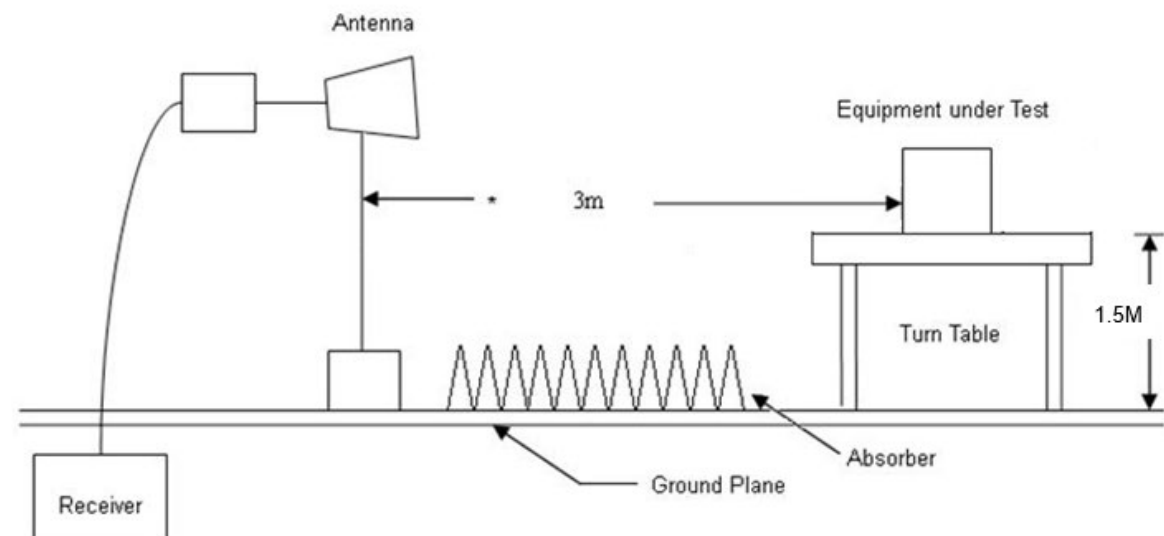 Antenna
Equipment under Test
* 3m
1.5M
Turn Table
Absorber
Ground Plane
Receiver